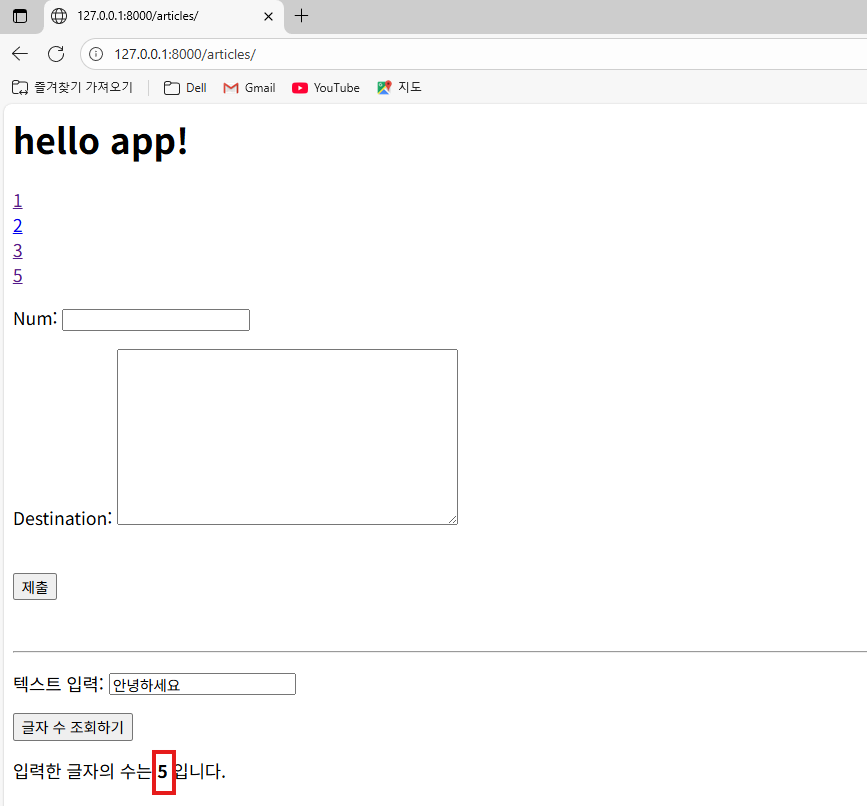 127.0.0.1:8000/articles/
127.0.0.1:8000/articles/
즐겨찾기 가져오기 Dell Gmail YouTube 지도
hello app!
1
2
3
5
Num:
Destination:
제출
텍스트 입력: 안녕하세요
글자 수 조회하기
입력한 글자의 수는 5 입니다.